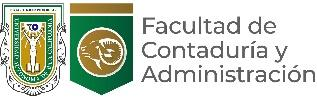 Facultad de
Contaduría y
Administración